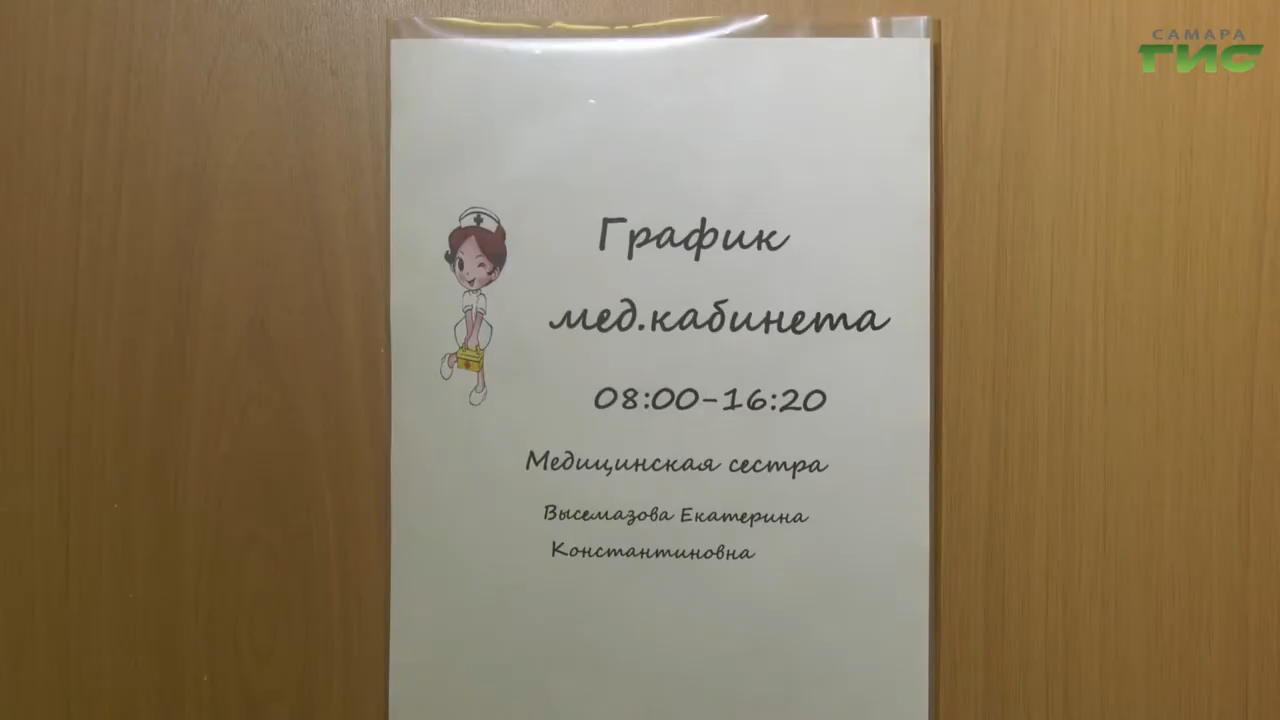 САМАРА
ГИС
График
мед.кабинета
08:00-16:20
Медицинская сестра
Высемазова Екатерина
Константиновна